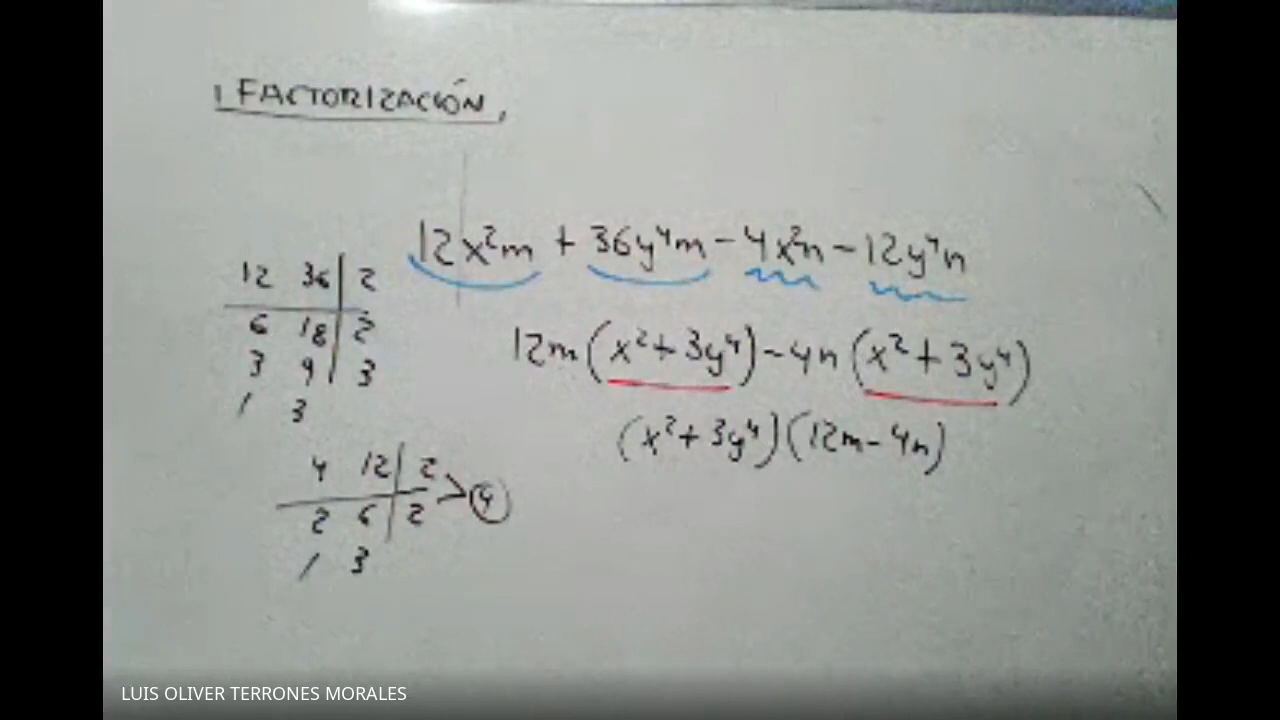 1 FACTORIZACIÓN,
12x²m + 36y⁴m - 4x²n - 12y⁴n
12m(x² + 3y⁴) - 4n(x² + 3y⁴)
(x² + 3y⁴)(12m - 4n)
12 36 | 2
6 18 | 2
3 9 | 3
1 3
4 12 | 2
2 6 | 2 > 4
1 3
LUIS OLIVER TERRONES MORALES